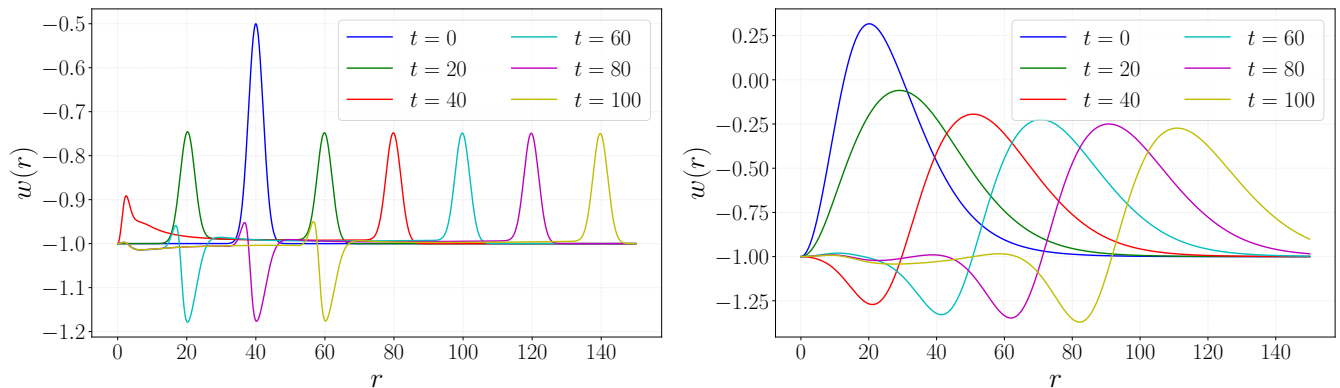 w(r)
−0.5
−0.6
−0.7
−0.8
−0.9
−1.0
−1.1
−1.2
t = 0
t = 20
t = 40
t = 60
t = 80
t = 100
0 20 40 60 80 100 120 140
r
w(r)
0.25
0.00
−0.25
−0.50
−0.75
−1.00
−1.25
t = 0
t = 20
t = 40
t = 60
t = 80
t = 100
0 20 40 60 80 100 120 140
r